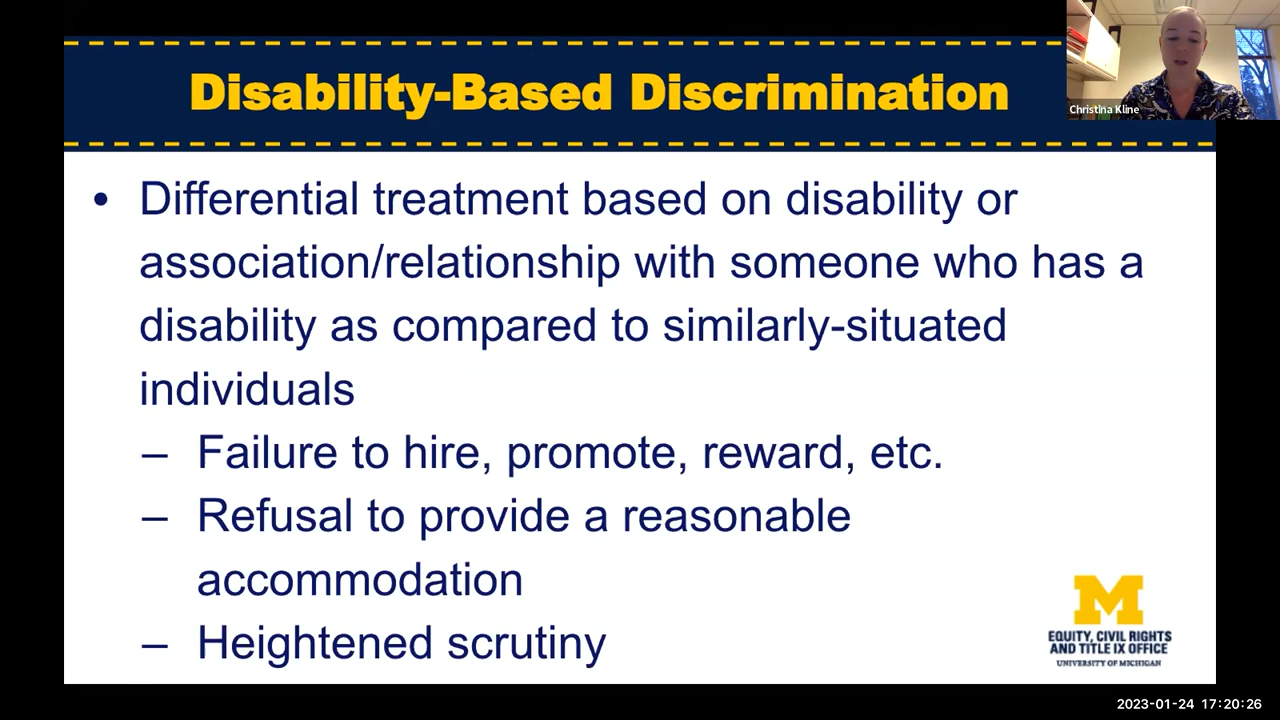 Disability-Based Discrimination
Christina Kline
• Differential treatment based on disability or
association/relationship with someone who has a
disability as compared to similarly-situated
individuals
– Failure to hire, promote, reward, etc.
– Refusal to provide a reasonable
accommodation
– Heightened scrutiny
M
EQUITY, CIVIL RIGHTS
AND TITLE IX OFFICE
UNIVERSITY OF MICHIGAN
2023-01-24 17:20:26